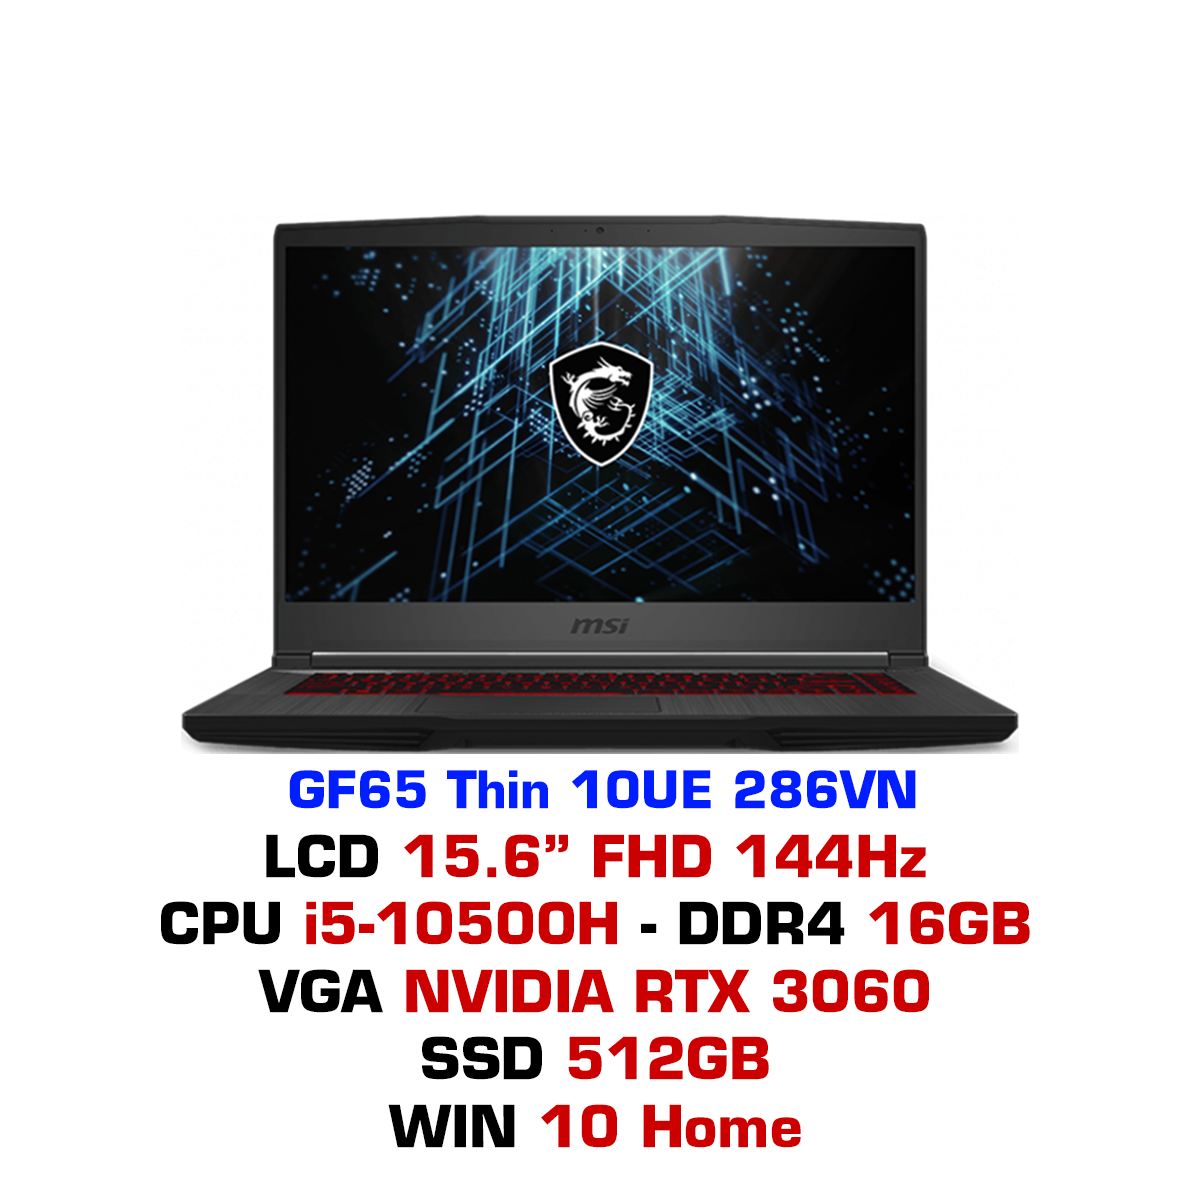 msi
GF65 Thin 10UE 286VN
LCD 15.6” FHD 144Hz
CPU i5-10500H - DDR4 16GB
VGA NVIDIA RTX 3060
SSD 512GB
WIN 10 Home